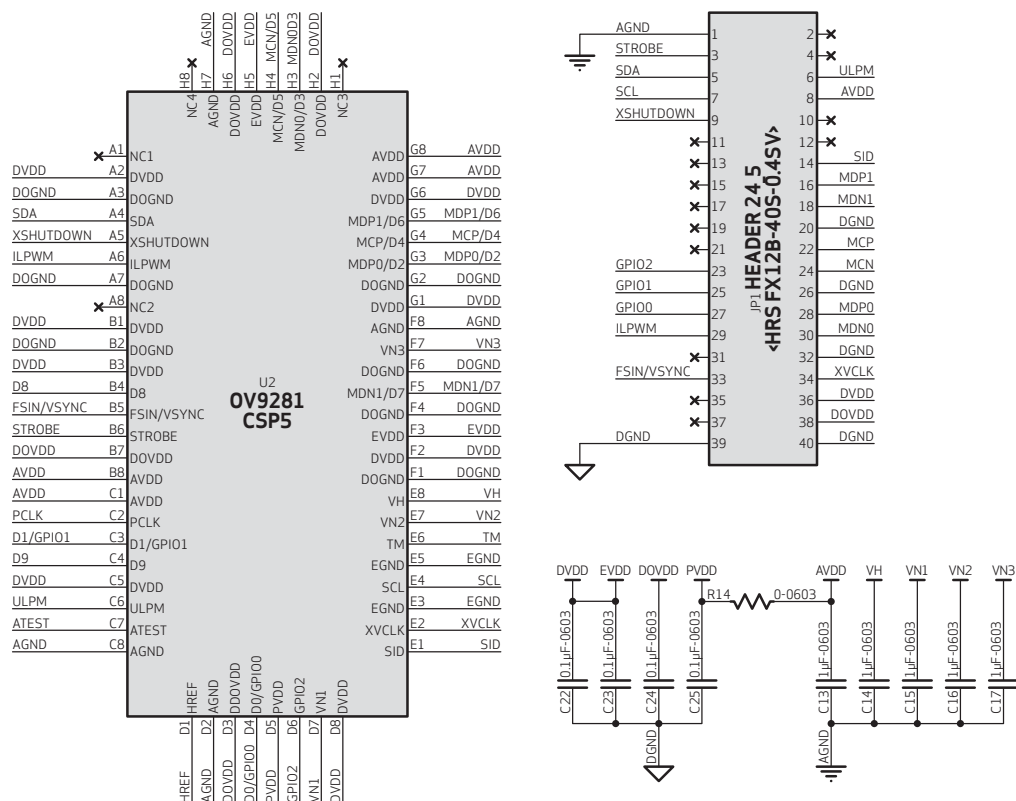 AGND
DOVDD
EVDD
MCN/D5
MDN0D3
DOVDD
H8
H7
H6
H5
H4
H3
H2
H1
NC4
AGND
DOVDD
EVDD
MCN/D5
MDN0/D3
DOVDD
NC3
A1 NC1
DVDD A2 DVDD
DOGND A3 DOGND
SDA A4 SDA
XSHUTDOWN A5 XSHUTDOWN
ILPWM A6 ILPWM
DOGND A7 DOGND
A8 NC2
DVDD B1 DVDD
DOGND B2 DOGND
DVDD B3 DVDD
D8 B4 D8
FSIN/VSYNC B5 FSIN/VSYNC
STROBE B6 STROBE
DOVDD B7 DOVDD
AVDD B8 AVDD
AVDD C1 AVDD
PCLK C2 PCLK
D1/GPIO1 C3 D1/GPIO1
D9 C4 D9
DVDD C5 DVDD
ULPM C6 ULPM
ATEST C7 ATEST
AGND C8 AGND
U2
OV9281
CSP5
AVDD G8 AVDD
AVDD G7 AVDD
DVDD G6 DVDD
MDP1/D6 G5 MDP1/D6
MCP/D4 G4 MCP/D4
MDP0/D2 G3 MDP0/D2
DOGND G2 DOGND
DVDD G1 DVDD
AGND F8 AGND
VN3 F7 VN3
DOGND F6 DOGND
MDN1/D7 F5 MDN1/D7
DOGND F4 DOGND
EVDD F3 EVDD
DVDD F2 DVDD
DOGND F1 DOGND
VH E8 VH
VN2 E7 VN2
TM E6 TM
EGND E5 EGND
SCL E4 SCL
EGND E3 EGND
XVCLK E2 XVCLK
SID E1 SID
HREF
AGND
DDOVDD
D0/GPIO0
PVDD
GPIO2
VN1
DVDD
D1
D2
D3
D4
D5
D6
D7
D8
HREF
AGND
DOVDD
D0/GPIO0
PVDD
GPIO2
VN1
DVDD
AGND 1
STROBE 3
SDA 5
SCL 7
XSHUTDOWN 9
11
13
15
17
19
21
GPIO2 23
GPIO1 25
GPIO0 27
ILPWM 29
31
FSIN/VSYNC 33
35
37
DGND 39
JP1 HEADER 24_5
<HRS FX12B-40S-0.4SV>
2
4
6 ULPM
8 AVDD
10
12
14 SID
16 MDP1
18 MDN1
20 DGND
22 MCP
24 MCN
26 DGND
28 MDP0
30 MDN0
32 DGND
34 XVCLK
36 DVDD
38 DOVDD
40 DGND
DVDD EVDD DOVDD PVDD AVDD VH VN1 VN2 VN3
R14 0-0603
C22 0.1µF-0603
C23 0.1µF-0603
C24 0.1µF-0603
C25 0.1µF-0603
C13 1µF-0603
C14 1µF-0603
C15 1µF-0603
C16 1µF-0603
C17 1µF-0603
DGND
AGND